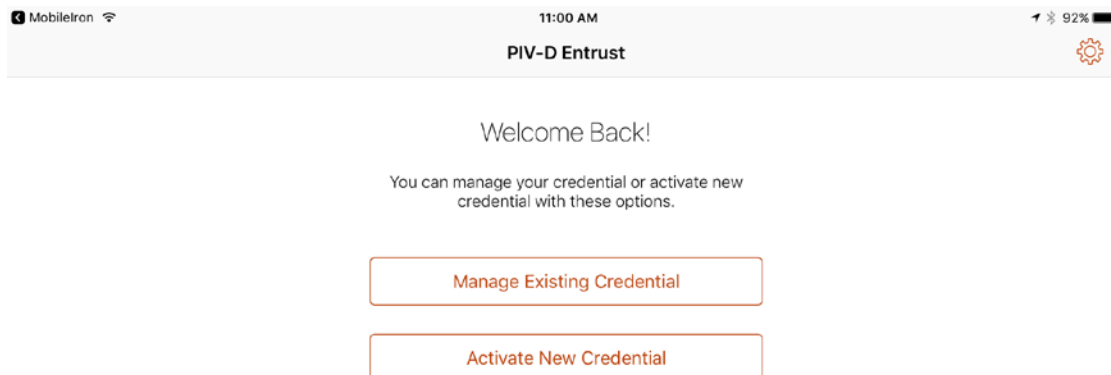 MobileIron
11:00 AM
92%
PIV-D Entrust
Welcome Back!
You can manage your credential or activate new
credential with these options.
Manage Existing Credential
Activate New Credential